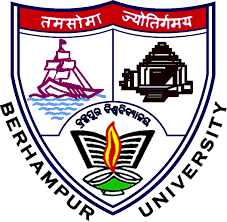 तमसोमा ज्योतिर्गमय
ବ୍ରହ୍ମପୁର ବିଶ୍ୱବିଦ୍ୟାଳୟ
BERHAMPUR UNIVERSITY